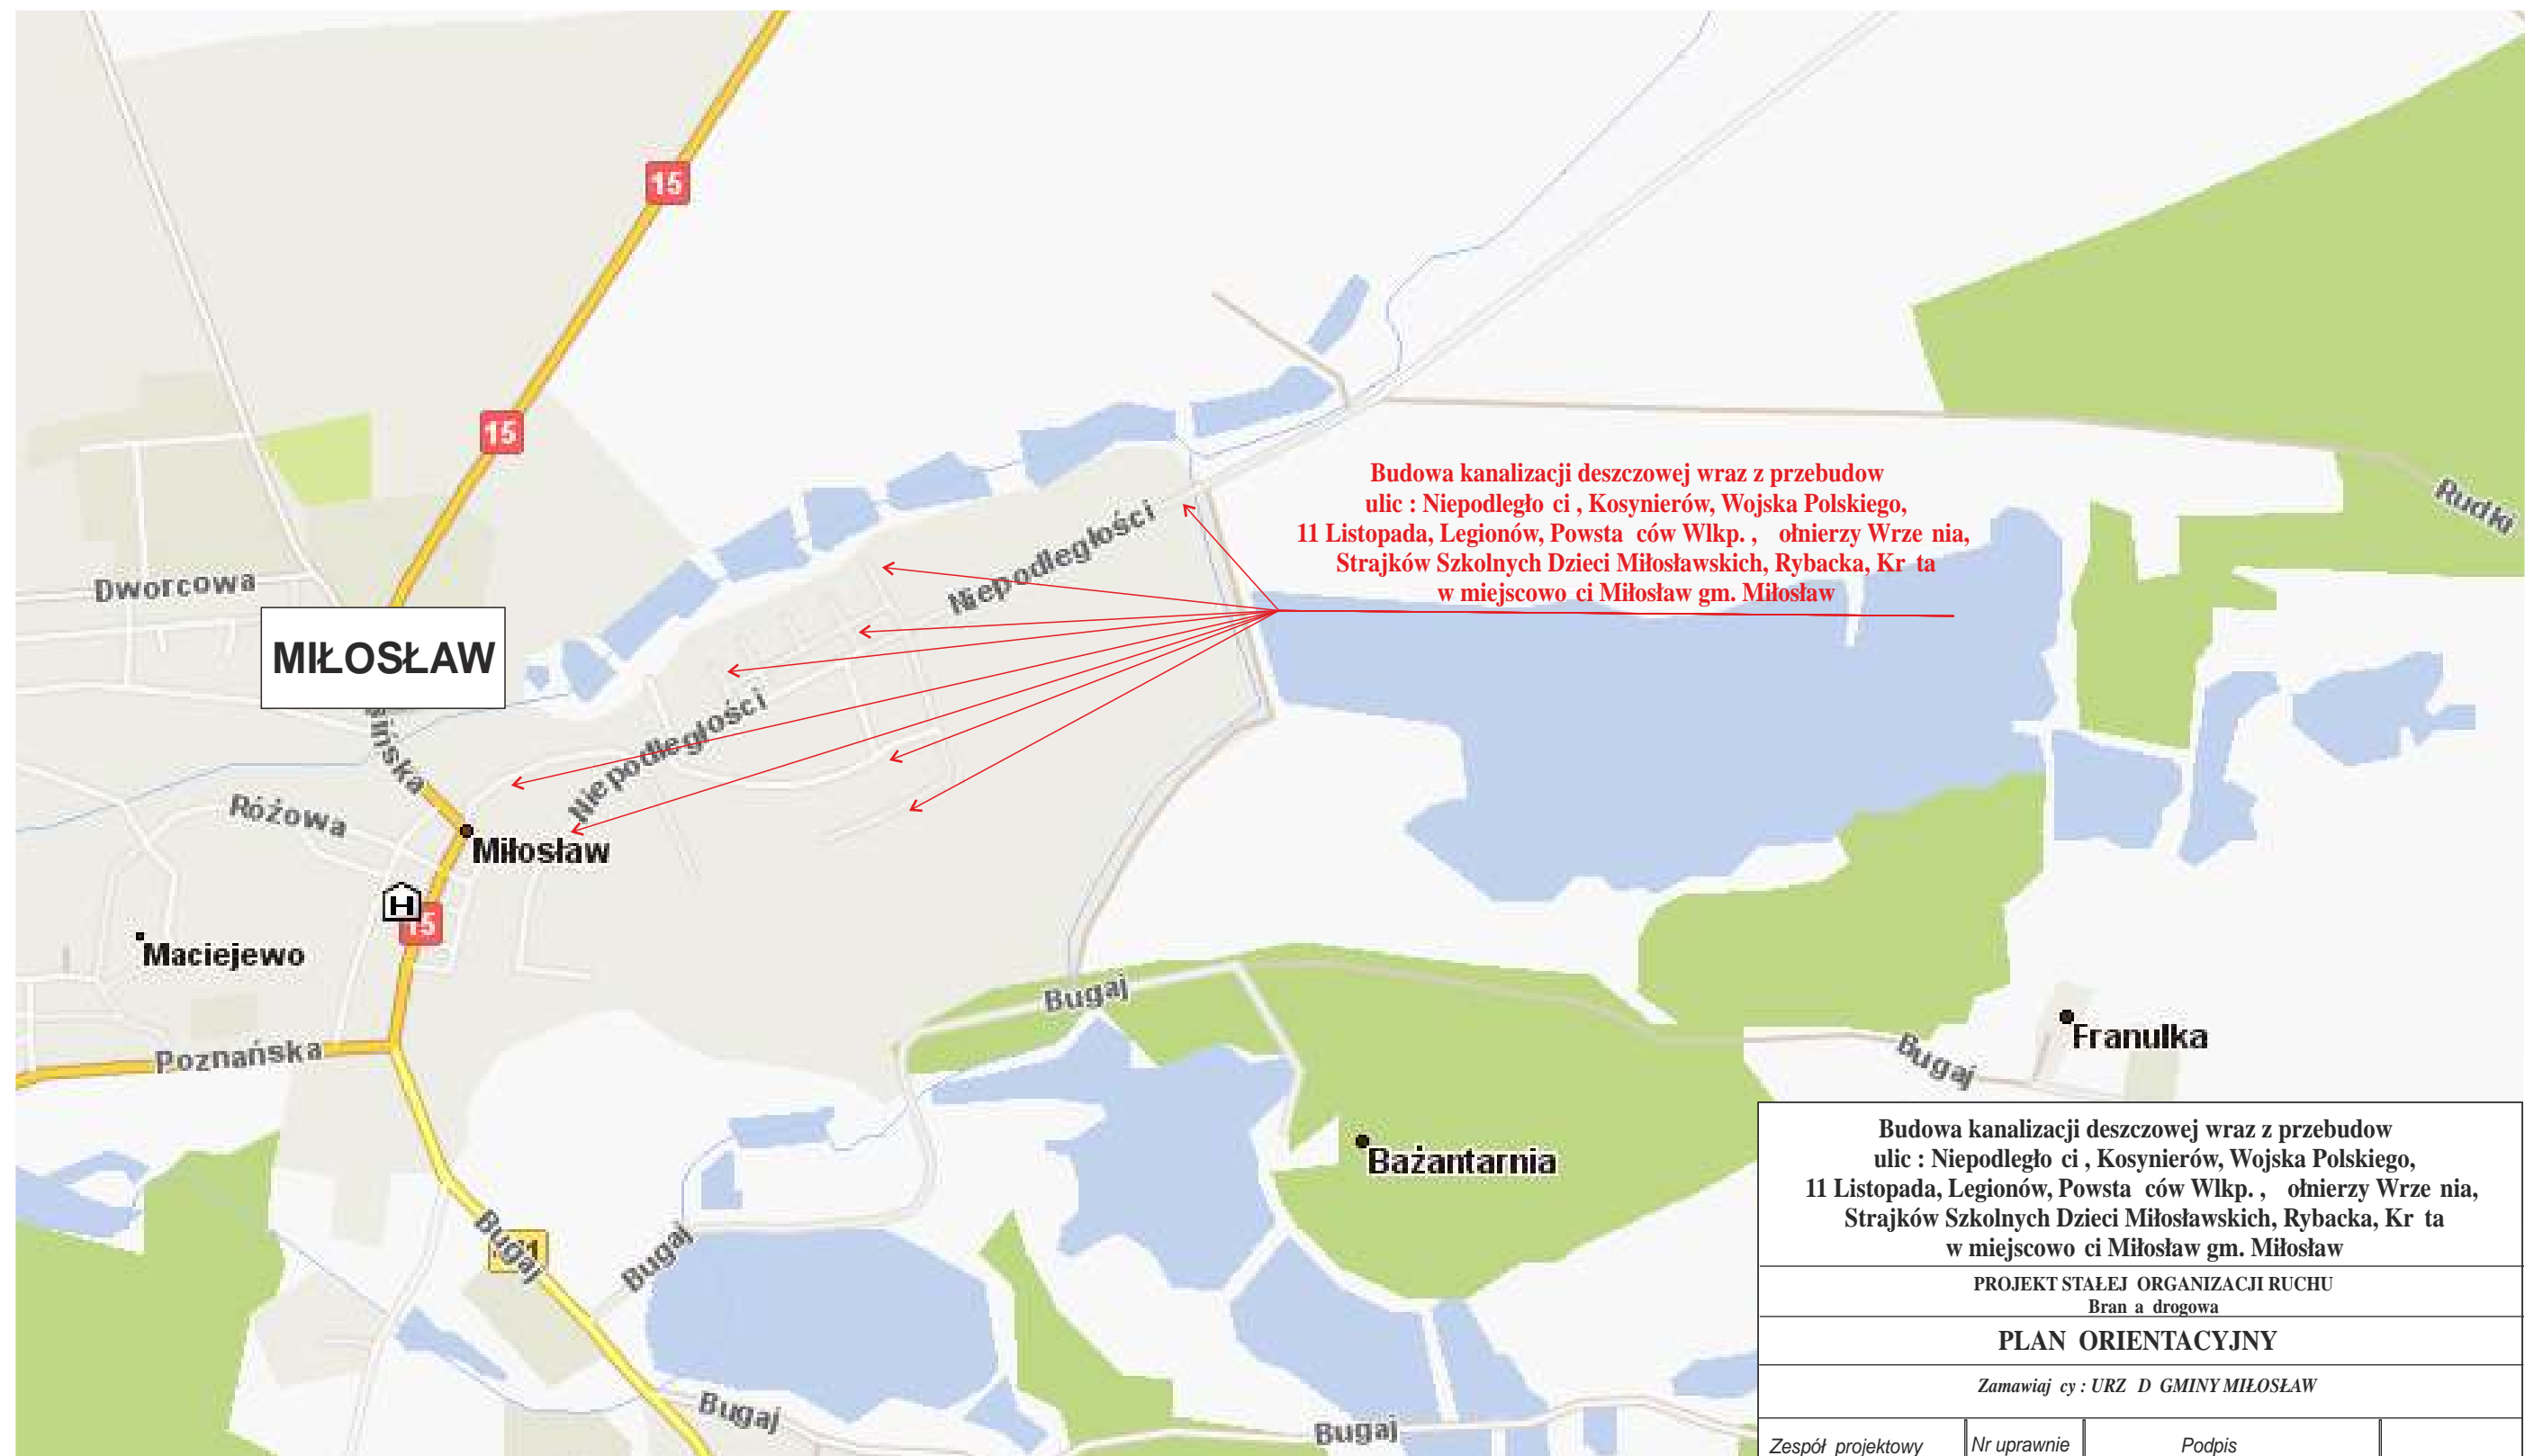 15
15
Budowa kanalizacji deszczowej wraz z przebudow
ulic : Niepodległo ci , Kosynierów, Wojska Polskiego,
11 Listopada, Legionów, Powsta ców Wlkp. , ołnierzy Wrze nia,
Strajków Szkolnych Dzieci Miłosławskich, Rybacka, Kr ta
w miejscowo ci Miłosław gm. Miłosław
Rudki
Niepodległości
Dworcowa
MIŁOSŁAW
Niepodległości
Różowa
Miłosław
H
15
Maciejewo
Bugaj
Poznańska
Franulka
Bugaj
Bażantarnia
Bugaj
Bugaj
Bugaj
Bugaj
Budowa kanalizacji deszczowej wraz z przebudow
ulic : Niepodległo ci , Kosynierów, Wojska Polskiego,
11 Listopada, Legionów, Powsta ców Wlkp. , ołnierzy Wrze nia,
Strajków Szkolnych Dzieci Miłosławskich, Rybacka, Kr ta
w miejscowo ci Miłosław gm. Miłosław
PROJEKT STAŁEJ ORGANIZACJI RUCHU
Bran a drogowa
PLAN ORIENTACYJNY
Zamawiaj cy : URZ D GMINY MIŁOSŁAW
Zespół projektowy
Nr uprawnie
Podpis